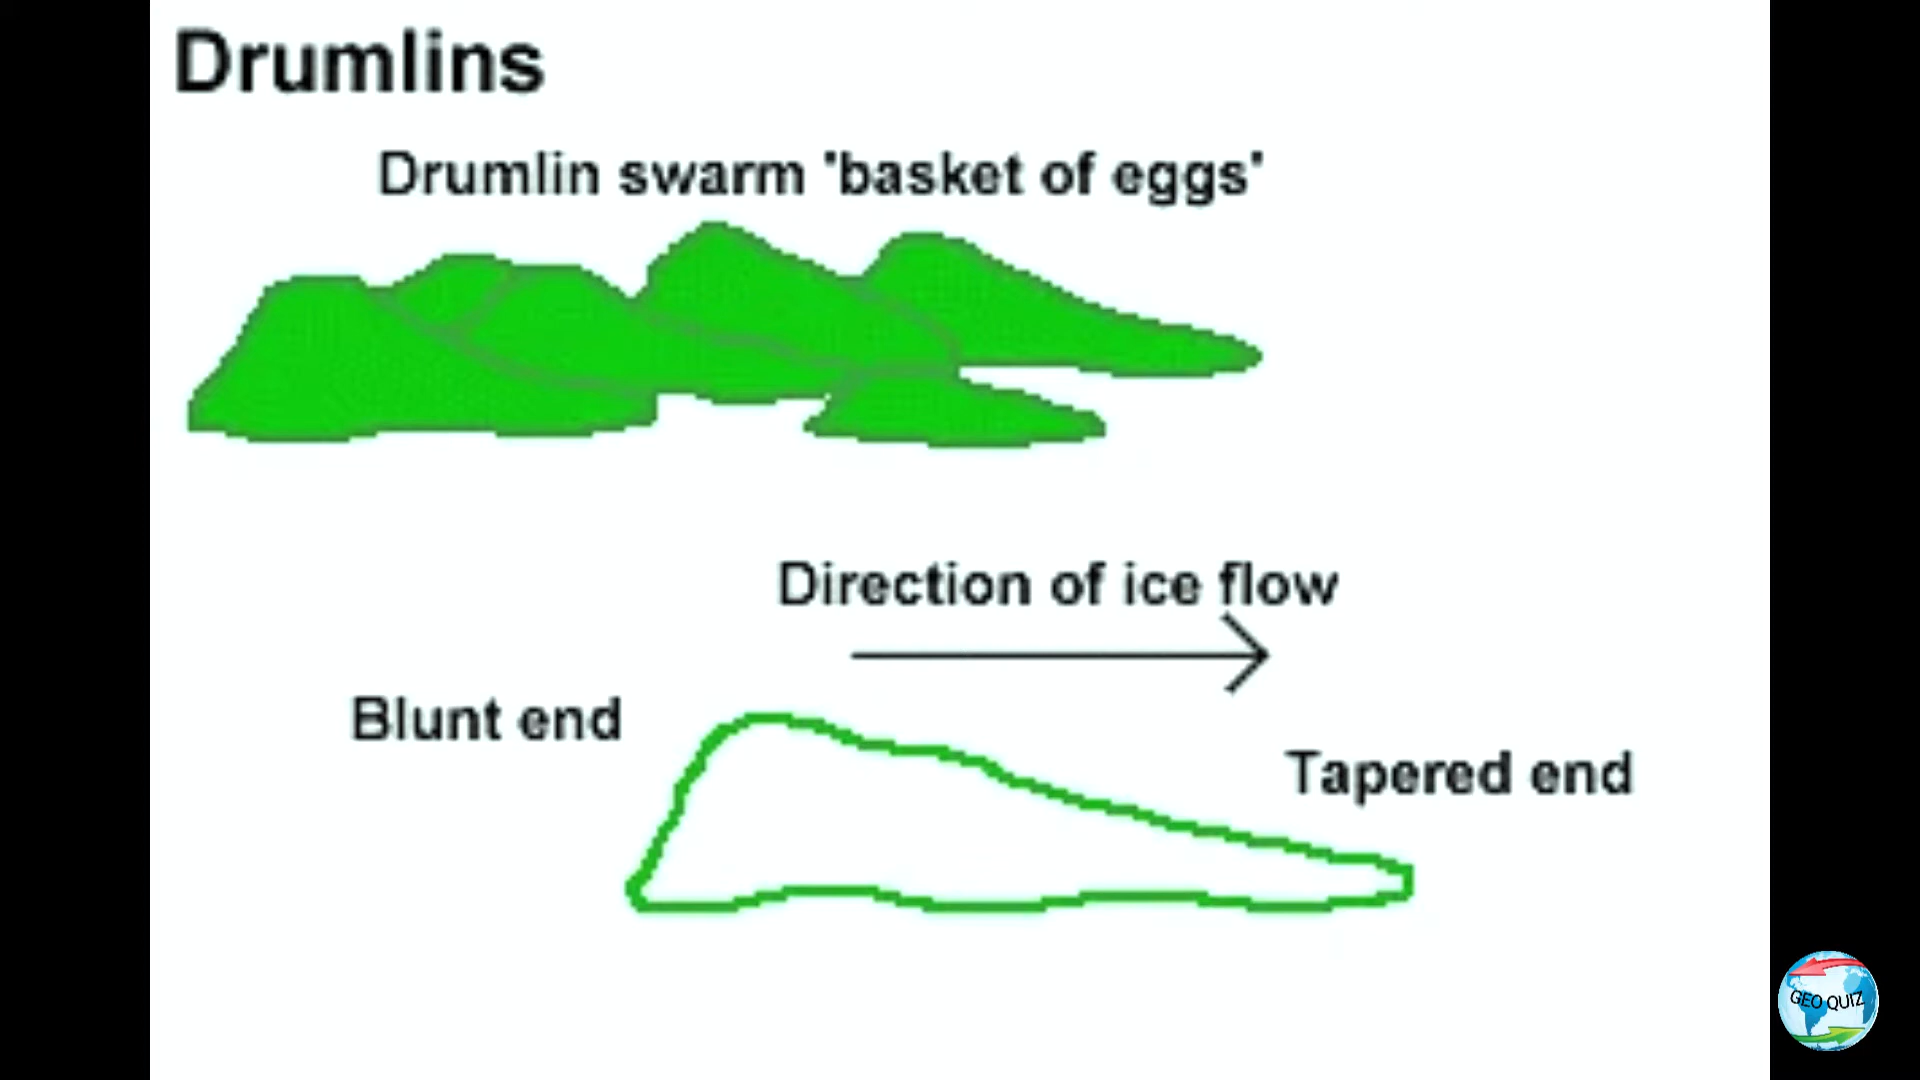 Drumlins
Drumlin swarm 'basket of eggs'
Direction of ice flow
Blunt end
Tapered end
GEO QUIZ